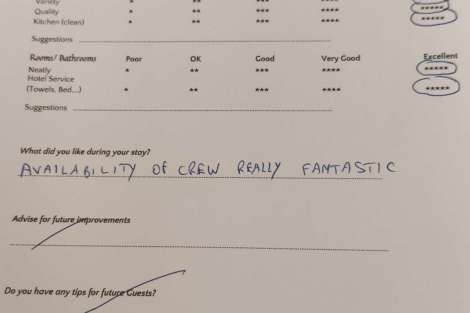 Variety * ** *** ****
Quality * ** *** **** *****
Kitchen (clean) * ** *** **** *****
Suggestions
Rooms/ Bathrooms Poor OK Good Very Good Excellent
Neatly * ** *** **** *****
Hotel Service
(Towels, Bed...) * ** *** **** *****
Suggestions
What did you like during your stay?
AVAILABILITY OF CREW REALLY FANTASTIC
Advise for future improvements
Do you have any tips for future Guests?